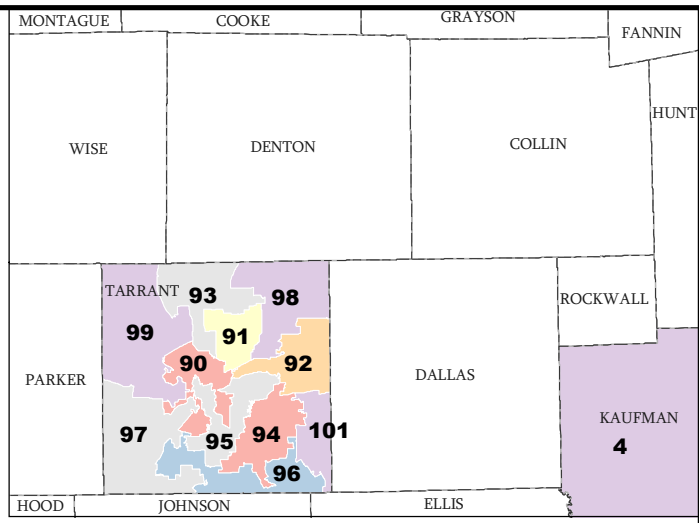 MONTAGUE
COOKE
GRAYSON
FANNIN
HUNT
WISE
DENTON
COLLIN
TARRANT
93
98
ROCKWALL
99
91
90
92
PARKER
DALLAS
KAUFMAN
4
97
95
94
101
96
HOOD
JOHNSON
ELLIS